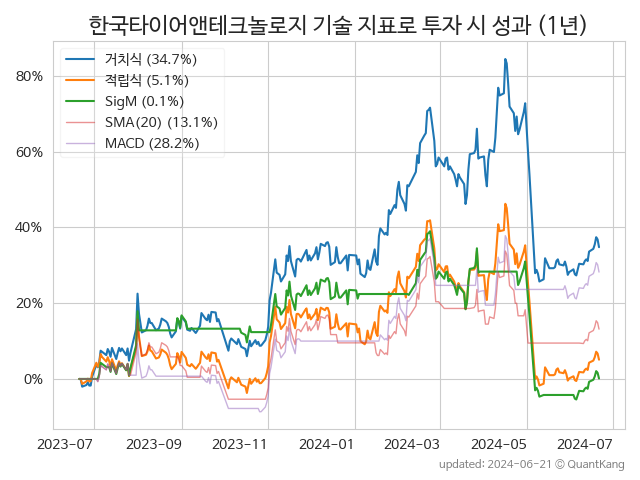 한국타이어앤테크놀로지 기술 지표로 투자 시 성과 (1년)
거치식 (34.7%)
적립식 (5.1%)
SigM (0.1%)
SMA(20) (13.1%)
MACD (28.2%)
80%
60%
40%
20%
0%
2023-07 2023-09 2023-11 2024-01 2024-03 2024-05 2024-07
updated: 2024-06-21 © QuantKang